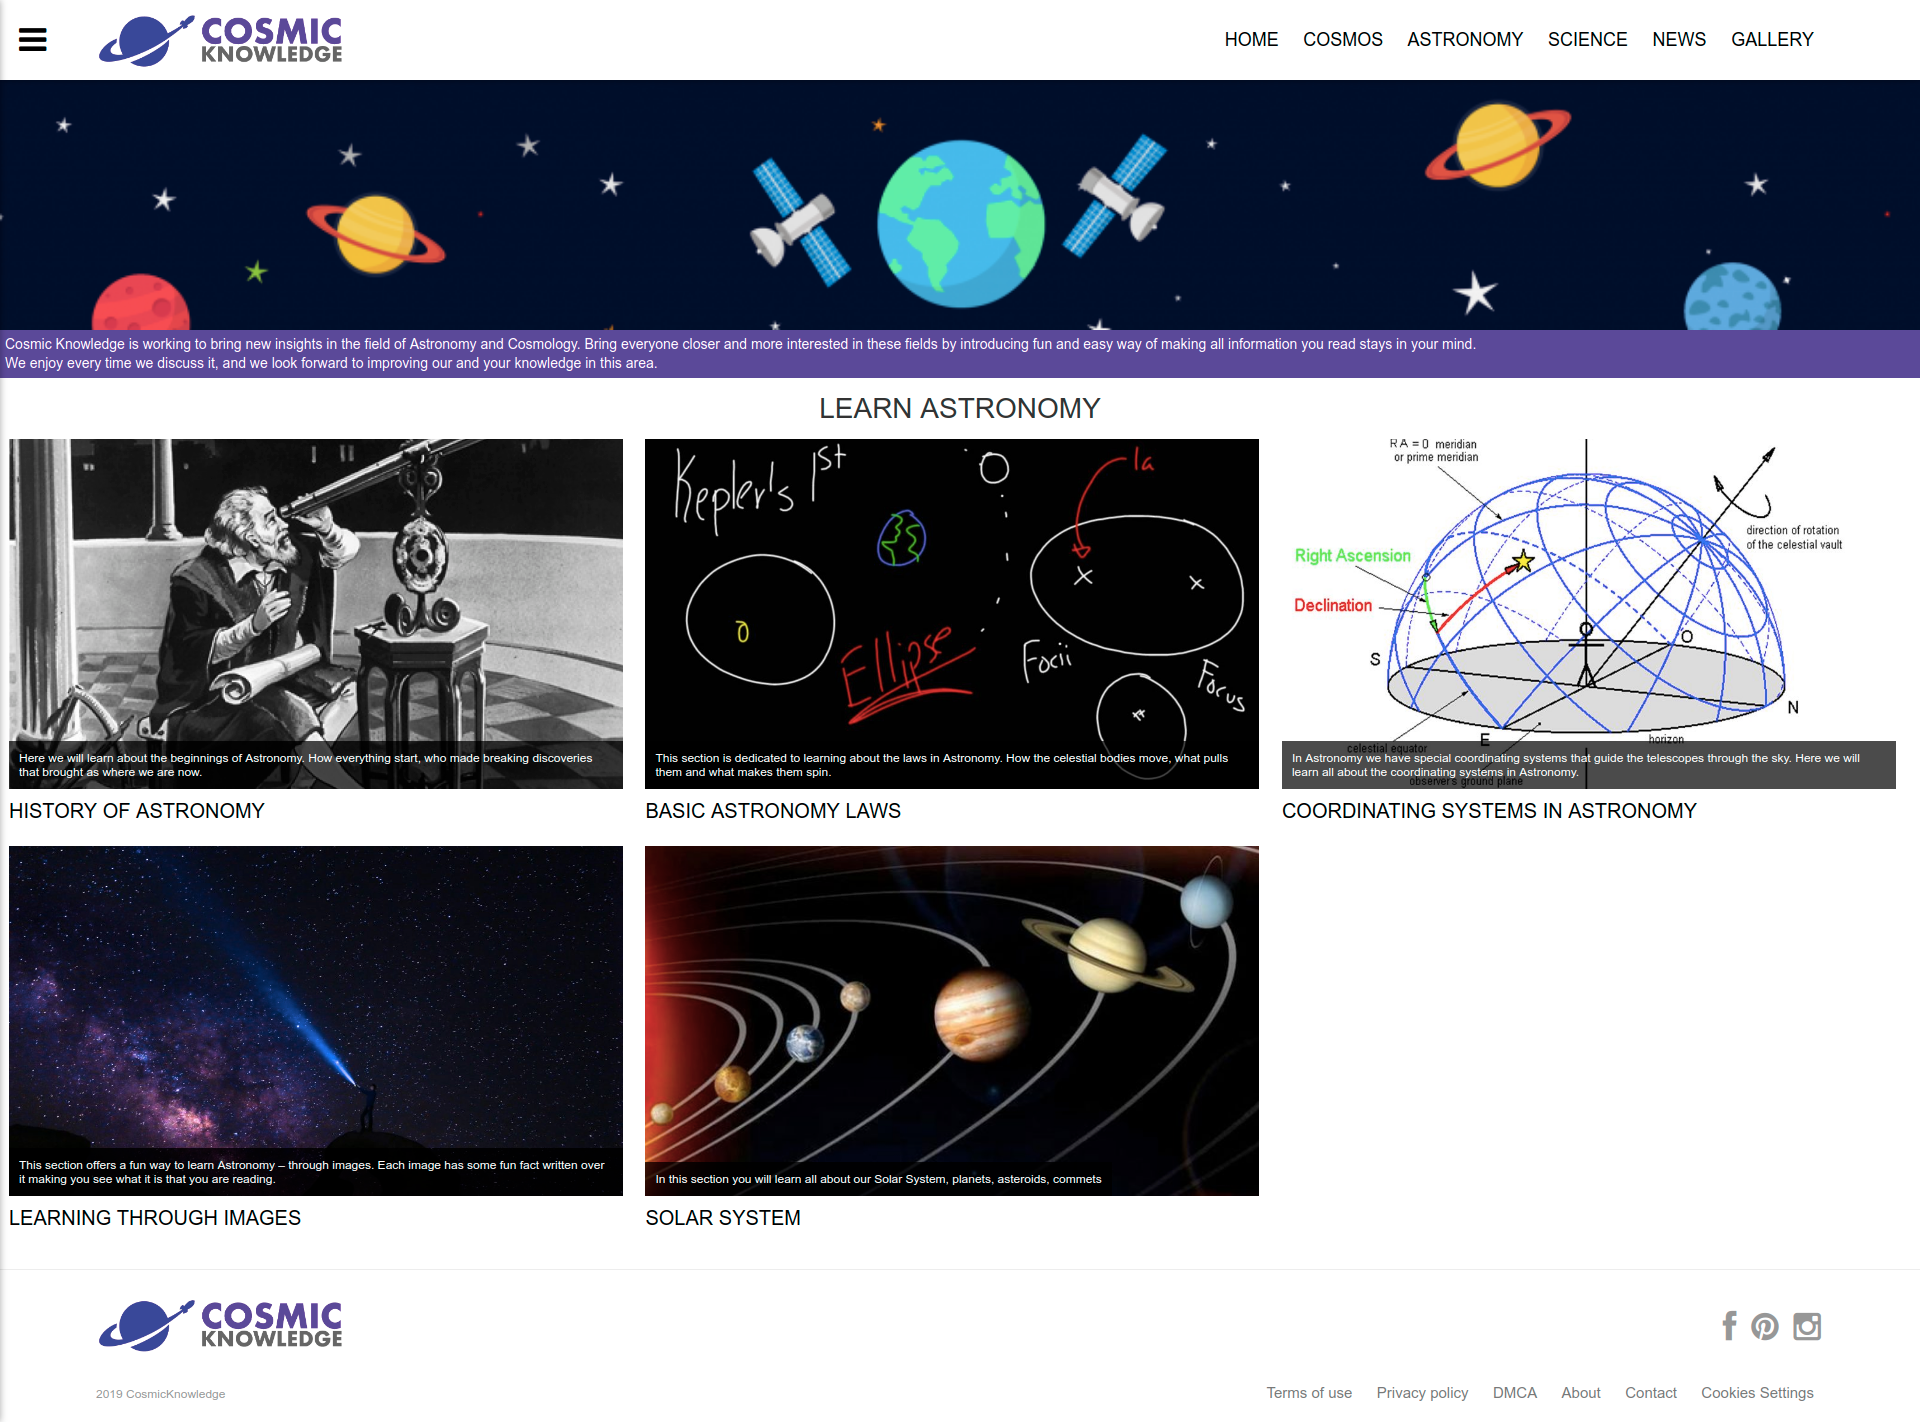 COSMIC
KNOWLEDGE
HOME COSMOS ASTRONOMY SCIENCE NEWS GALLERY
Cosmic Knowledge is working to bring new insights in the field of Astronomy and Cosmology. Bring everyone closer and more interested in these fields by introducing fun and easy way of making all information you read stays in your mind.
We enjoy every time we discuss it, and we look forward to improving our and your knowledge in this area.
LEARN ASTRONOMY
Here we will learn about the beginnings of Astronomy. How everything start, who made breaking discoveries
that brought as where we are now.
HISTORY OF ASTRONOMY
Kepler's 1st
1a
Ellipse
Focii
Focus
This section is dedicated to learning about the laws in Astronomy. How the celestial bodies move, what pulls
them and what makes them spin.
BASIC ASTRONOMY LAWS
RA = 0 meridian
or prime meridian
direction of rotation
of the celestial vault
Right Ascension
Declination
S
O
N
E
celestial equator
horizon
observer's ground plane
In Astronomy we have special coordinating systems that guide the telescopes through the sky. Here we will
learn all about the coordinating systems in Astronomy.
COORDINATING SYSTEMS IN ASTRONOMY
This section offers a fun way to learn Astronomy – through images. Each image has some fun fact written over
it making you see what it is that you are reading.
LEARNING THROUGH IMAGES
In this section you will learn all about our Solar System, planets, asteroids, commets
SOLAR SYSTEM
COSMIC
KNOWLEDGE
2019 CosmicKnowledge
Terms of use Privacy policy DMCA About Contact Cookies Settings